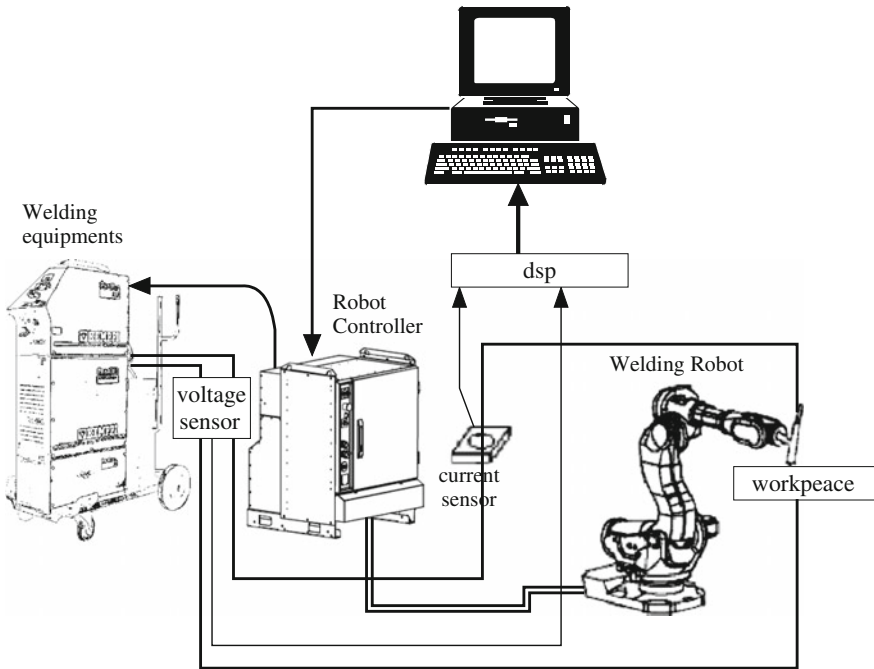 Welding
equipments
dsp
Robot
Controller
Welding Robot
voltage
sensor
current
sensor
workpeace